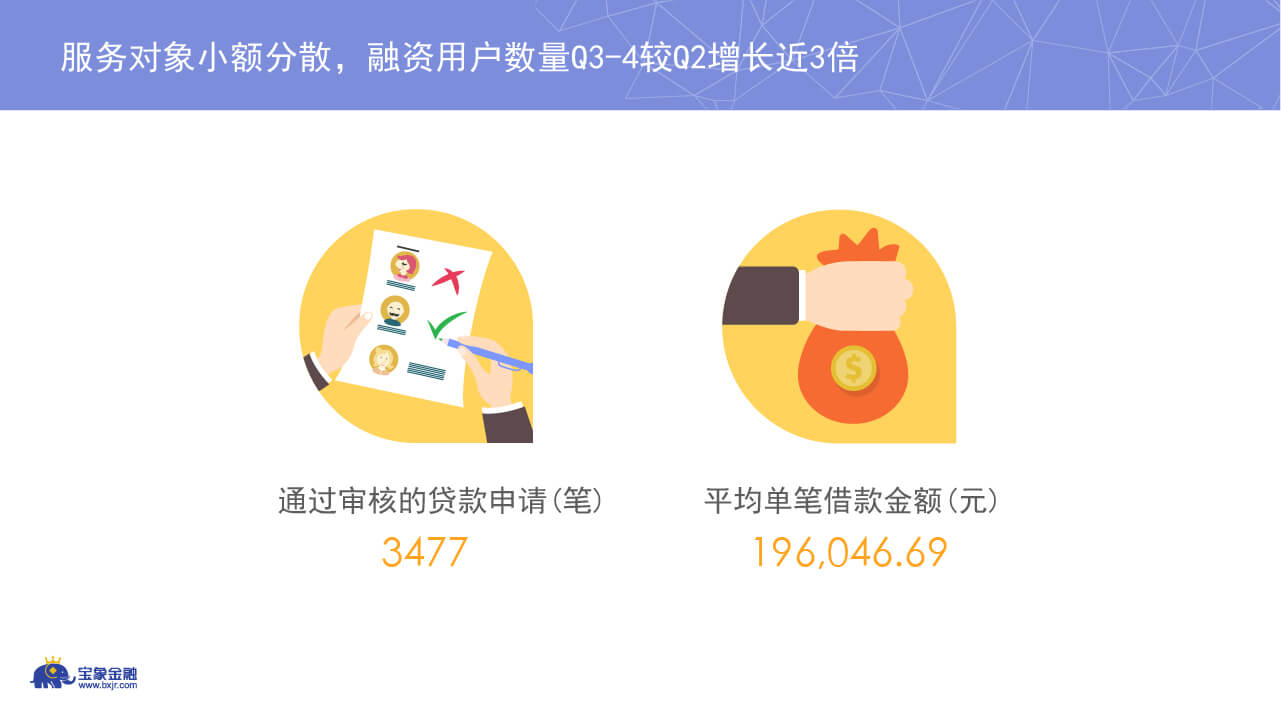 服务对象小额分散，融资用户数量Q3-4较Q2增长近3倍
$
通过审核的贷款申请(笔)
平均单笔借款金额(元)
3477
196,046.69
宝象金融
www.bxjr.com